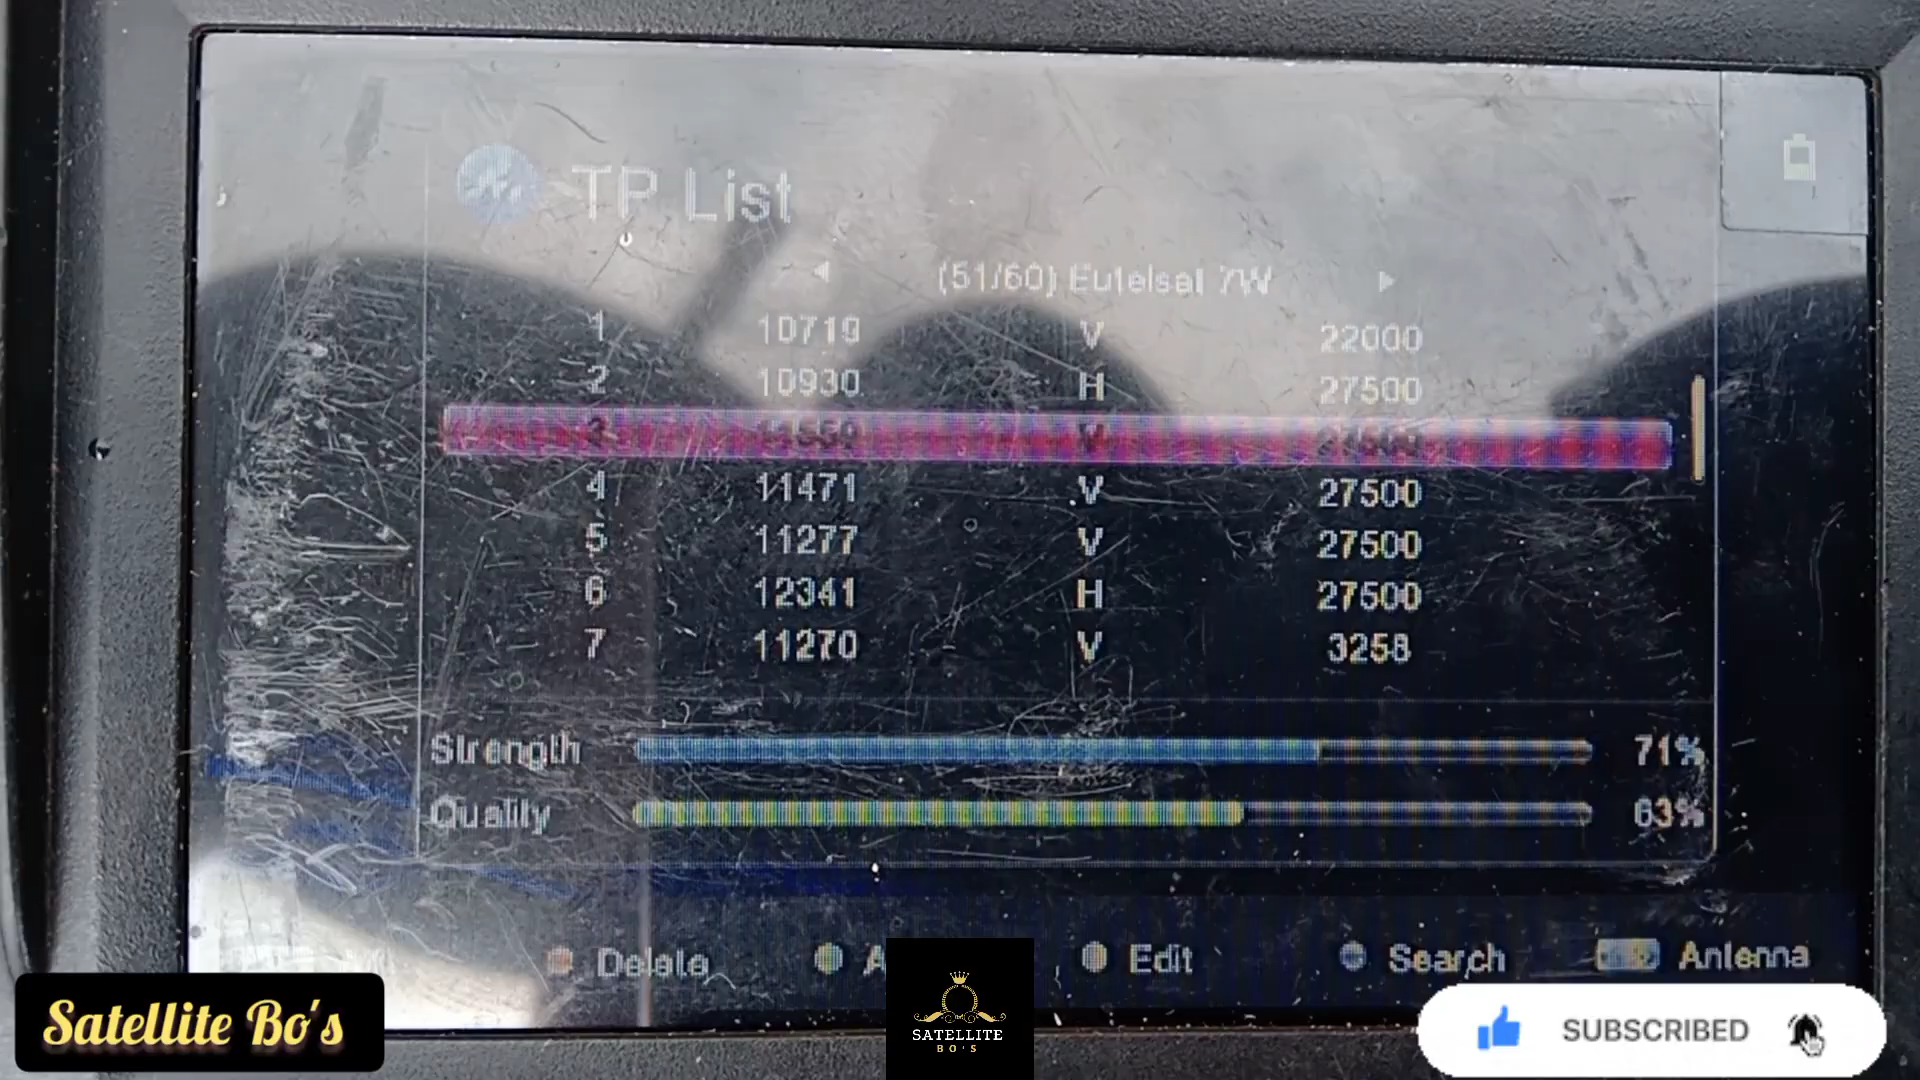 TP List
(51/60) Eutelsat 7W
1 10719 V 22000
2 10930 H 27500
3 11559 V 27500
4 11471 V 27500
5 11277 V 27500
6 12341 H 27500
7 11270 V 3258
Strength 71%
Quality 63%
Delete A Edit Search Antenna
Satellite Bo's
SATELLITE
BO'S
SUBSCRIBED